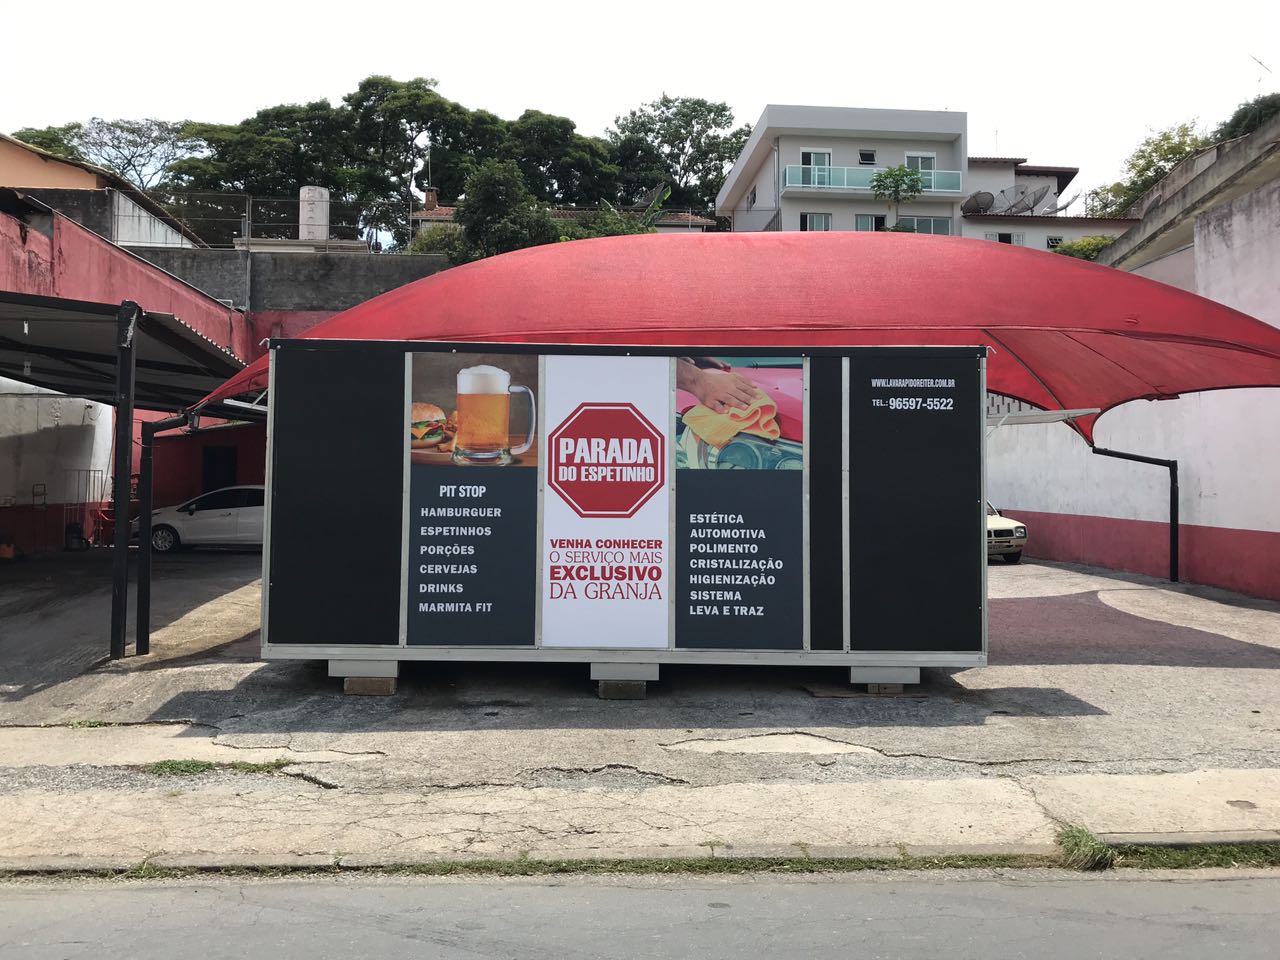 PIT STOP
HAMBURGUER
ESPETINHOS
PORÇÕES
CERVEJAS
DRINKS
MARMITA FIT
PARADA
DO ESPETINHO
VENHA CONHECER
O SERVIÇO MAIS
EXCLUSIVO
DA GRANJA
ESTÉTICA
AUTOMOTIVA
POLIMENTO
CRISTALIZAÇÃO
HIGIENIZAÇÃO
SISTEMA
LEVA E TRAZ
WWW.LAVARAPIDOREITER.COM.BR
TEL.: 96597-5522